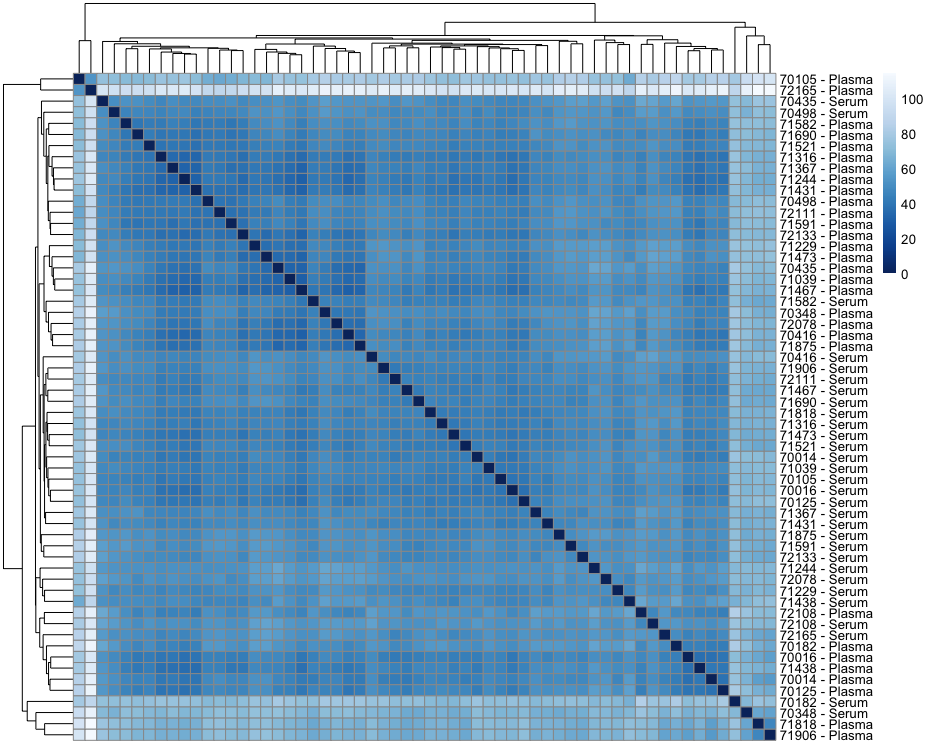 70105 - Plasma
72165 - Plasma
70435 - Serum
70498 - Serum
71582 - Plasma
71690 - Plasma
71521 - Plasma
71316 - Plasma
71367 - Plasma
71244 - Plasma
71431 - Plasma
70498 - Plasma
72111 - Plasma
71591 - Plasma
72133 - Plasma
71229 - Plasma
71473 - Plasma
70435 - Plasma
71039 - Plasma
71467 - Plasma
71582 - Serum
70348 - Plasma
72078 - Plasma
70416 - Plasma
71875 - Plasma
70416 - Serum
71906 - Serum
72111 - Serum
71467 - Serum
71690 - Serum
71818 - Serum
71316 - Serum
71473 - Serum
71521 - Serum
70014 - Serum
71039 - Serum
70105 - Serum
70016 - Serum
70125 - Serum
71367 - Serum
71431 - Serum
71875 - Serum
71591 - Serum
72133 - Serum
71244 - Serum
72078 - Serum
71229 - Serum
71438 - Serum
72108 - Plasma
72108 - Serum
72165 - Serum
70182 - Plasma
70016 - Plasma
71438 - Plasma
70014 - Plasma
70125 - Plasma
70182 - Serum
70348 - Serum
71818 - Plasma
71906 - Plasma
100
80
60
40
20
0